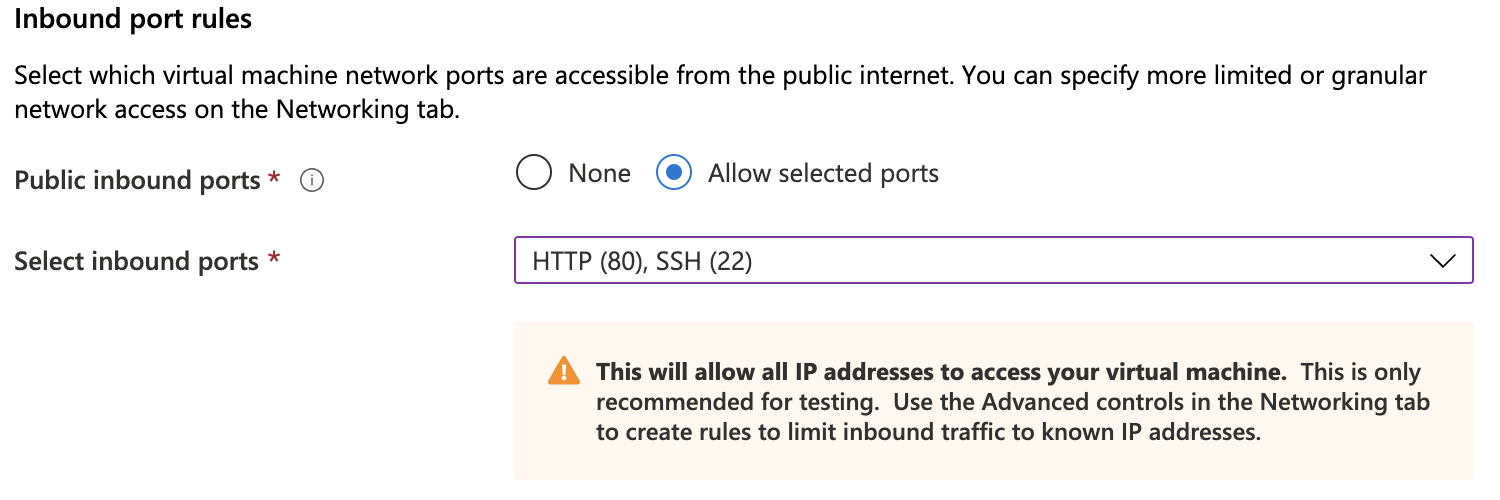 Inbound port rules
Select which virtual machine network ports are accessible from the public internet. You can specify more limited or granular
network access on the Networking tab.
Public inbound ports * ⓘ None Allow selected ports
Select inbound ports * HTTP (80), SSH (22)
This will allow all IP addresses to access your virtual machine. This is only
recommended for testing. Use the Advanced controls in the Networking tab
to create rules to limit inbound traffic to known IP addresses.